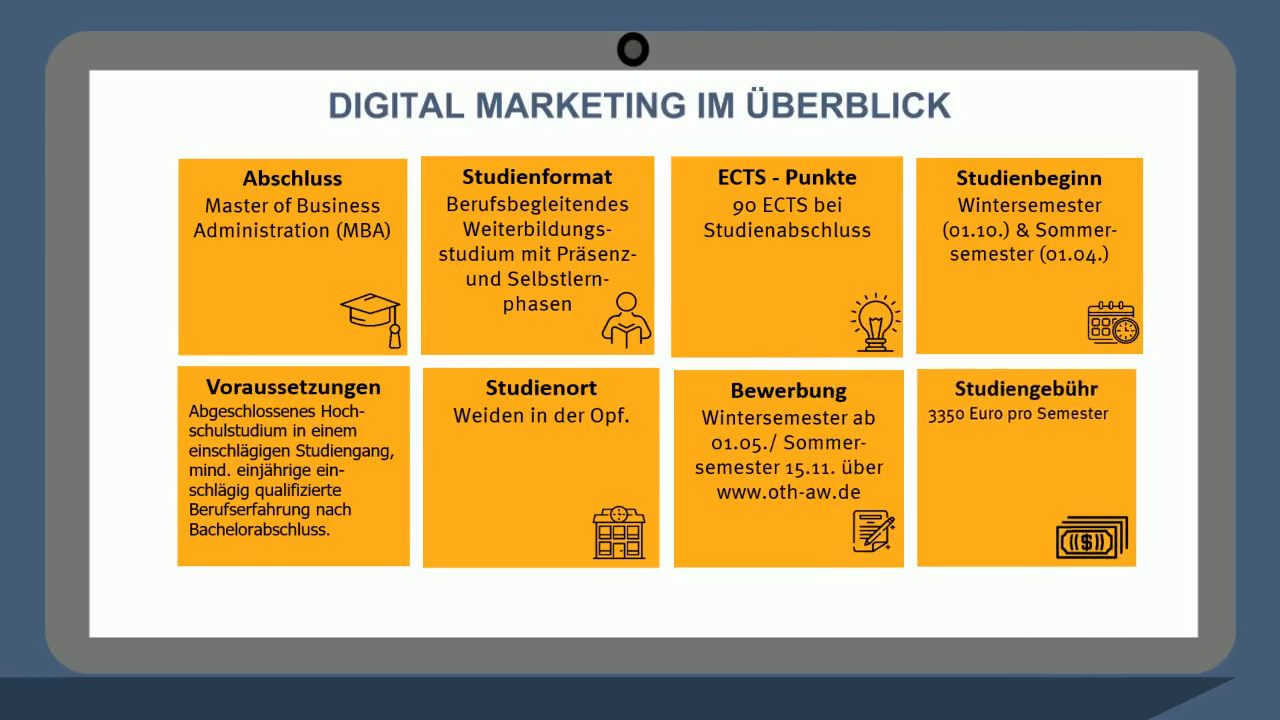 DIGITAL MARKETING IM ÜBERBLICK
Abschluss
Master of Business
Administration (MBA)
Studienformat
Berufsbegleitendes
Weiterbildungs-
studium mit Präsenz-
und Selbstlern-
phasen
ECTS - Punkte
90 ECTS bei
Studienabschluss
Studienbeginn
Wintersemester
(01.10.) & Sommer-
semester (01.04.)
Voraussetzungen
Abgeschlossenes Hoch-
schulstudium in einem
einschlägigen Studiengang,
mind. einjährige ein-
schlägig qualifizierte
Berufserfahrung nach
Bachelorabschluss.
Studienort
Weiden in der Opf.
Bewerbung
Wintersemester ab
01.05./ Sommer-
semester 15.11. über
www.oth-aw.de
Studiengebühr
3350 Euro pro Semester